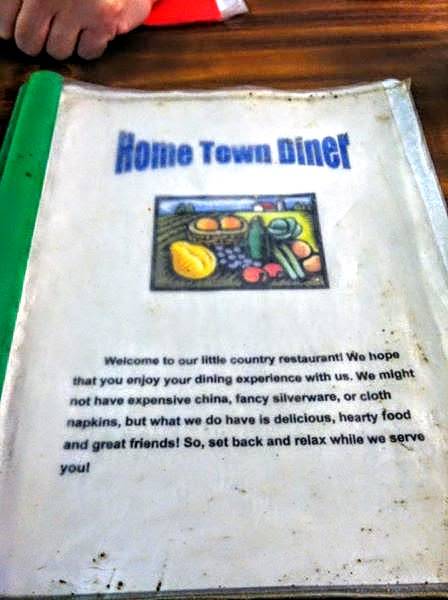 Home Town Diner
Welcome to our little country restaurant! We hope
that you enjoy your dining experience with us. We might
not have expensive china, fancy silverware, or cloth
napkins, but what we do have is delicious, hearty food
and great friends! So, set back and relax while we serve
you!